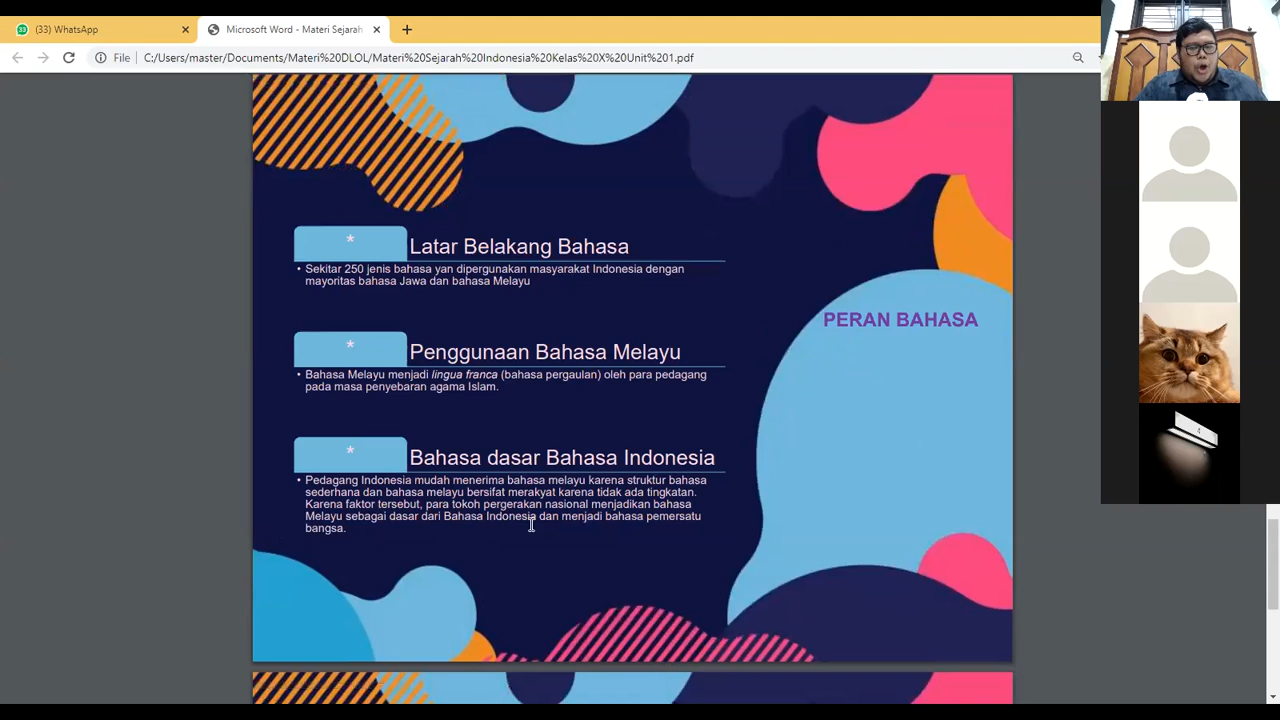 (33) WhatsApp
Microsoft Word - Materi Sejarah
File
C:/Users/master/Documents/Materi%20DLOL/Materi%20Sejarah%20Indonesia%20Kelas%20X%20Unit%201.pdf
*
Latar Belakang Bahasa
• Sekitar 250 jenis bahasa yan dipergunakan masyarakat Indonesia dengan
mayoritas bahasa Jawa dan bahasa Melayu
PERAN BAHASA
*
Penggunaan Bahasa Melayu
• Bahasa Melayu menjadi lingua franca (bahasa pergaulan) oleh para pedagang
pada masa penyebaran agama Islam.
*
Bahasa dasar Bahasa Indonesia
• Pedagang Indonesia mudah menerima bahasa melayu karena struktur bahasa
sederhana dan bahasa melayu bersifat merakyat karena tidak ada tingkatan.
Karena faktor tersebut, para tokoh pergerakan nasional menjadikan bahasa
Melayu sebagai dasar dari Bahasa Indonesia dan menjadi bahasa pemersatu
bangsa.